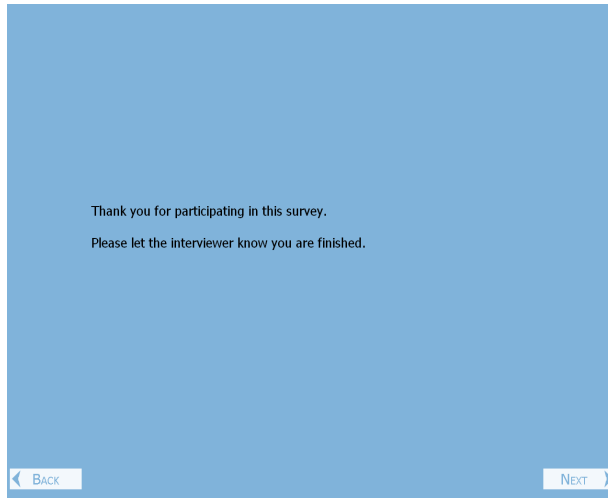 Thank you for participating in this survey.
Please let the interviewer know you are finished.
BACK
NEXT